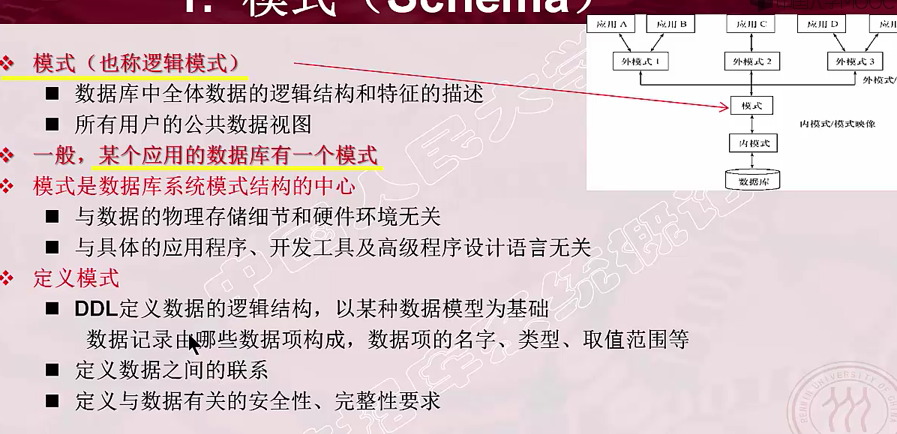 1. 模式（Schema）
模式（也称逻辑模式）
数据库中全体数据的逻辑结构和特征的描述
所有用户的公共数据视图
一般，某个应用的数据库有一个模式
模式是数据库系统模式结构的中心
与数据的物理存储细节和硬件环境无关
与具体的应用程序、开发工具及高级程序设计语言无关
定义模式
DDL定义数据的逻辑结构，以某种数据模型为基础
数据记录由哪些数据项构成，数据项的名字、类型、取值范围等
定义数据之间的联系
定义与数据有关的安全性、完整性要求
应用 A 应用 B 应用 C 应用 D 应用
外模式 1 外模式 2 外模式 3
外模式/
模式
内模式/模式映像
内模式
数据库